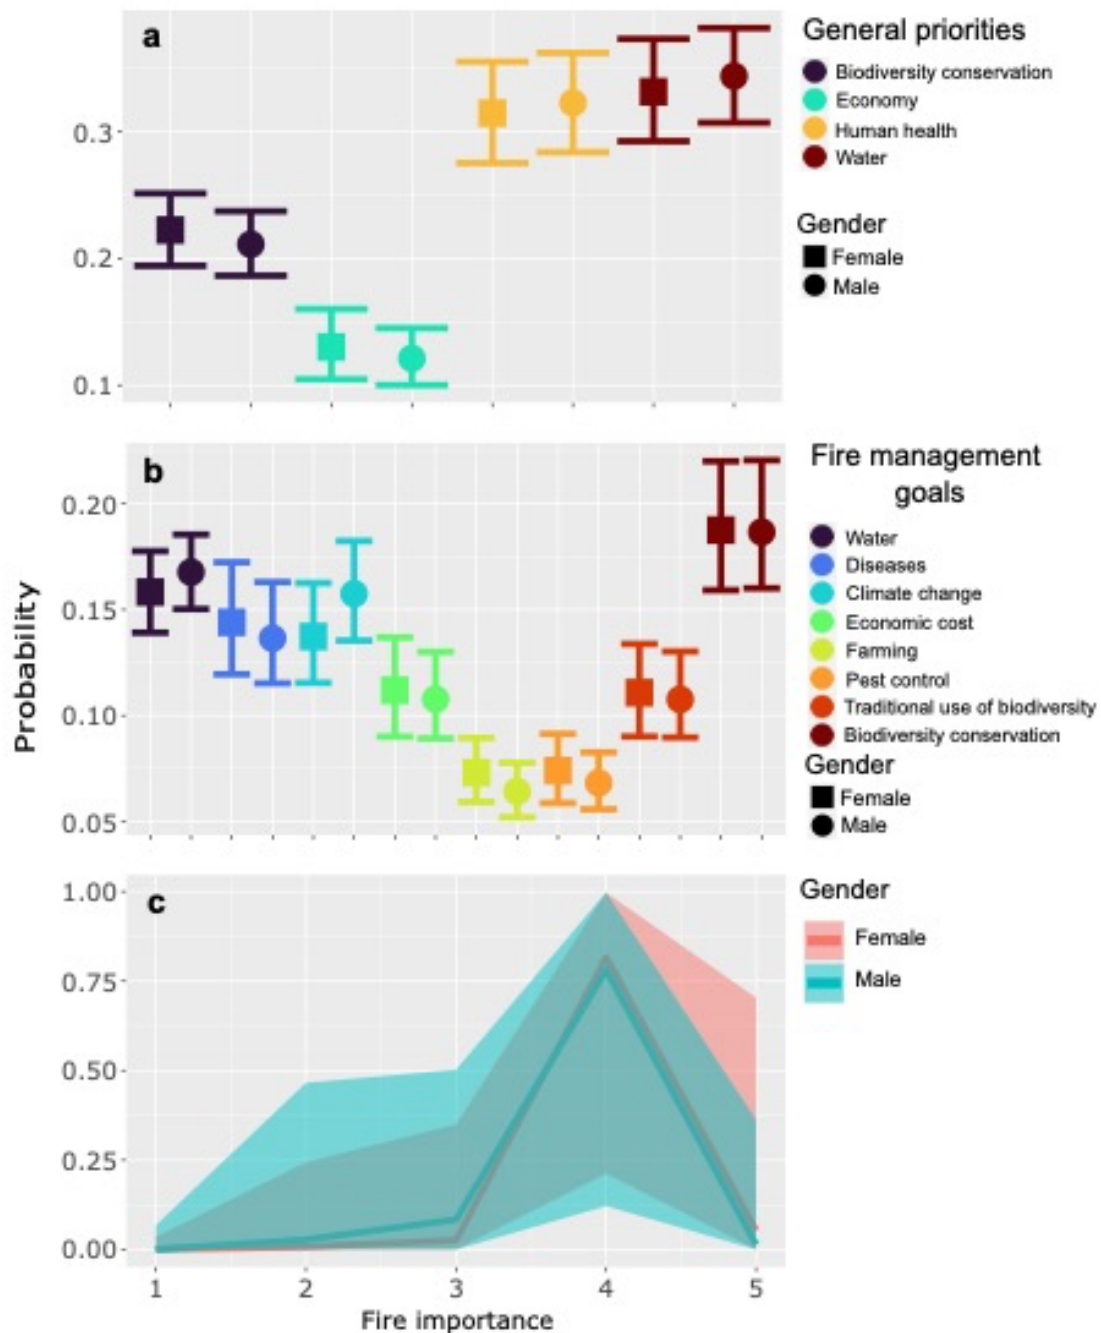 a
0.3
0.2
0.1
General priorities
Biodiversity conservation
Economy
Human health
Water
Gender
Female
Male
Probability
b
0.20
0.15
0.10
0.05
Fire management
goals
Water
Diseases
Climate change
Economic cost
Farming
Pest control
Traditional use of biodiversity
Biodiversity conservation
Gender
Female
Male
c
1.00
0.75
0.50
0.25
0.00
1 2 3 4 5
Fire importance
Gender
Female
Male